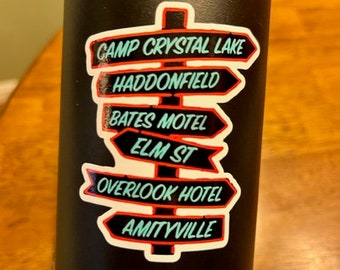 CAMP CRYSTAL LAKE
HADDONFIELD
BATES MOTEL
ELM ST
OVERLOOK HOTEL
AMITYVILLE